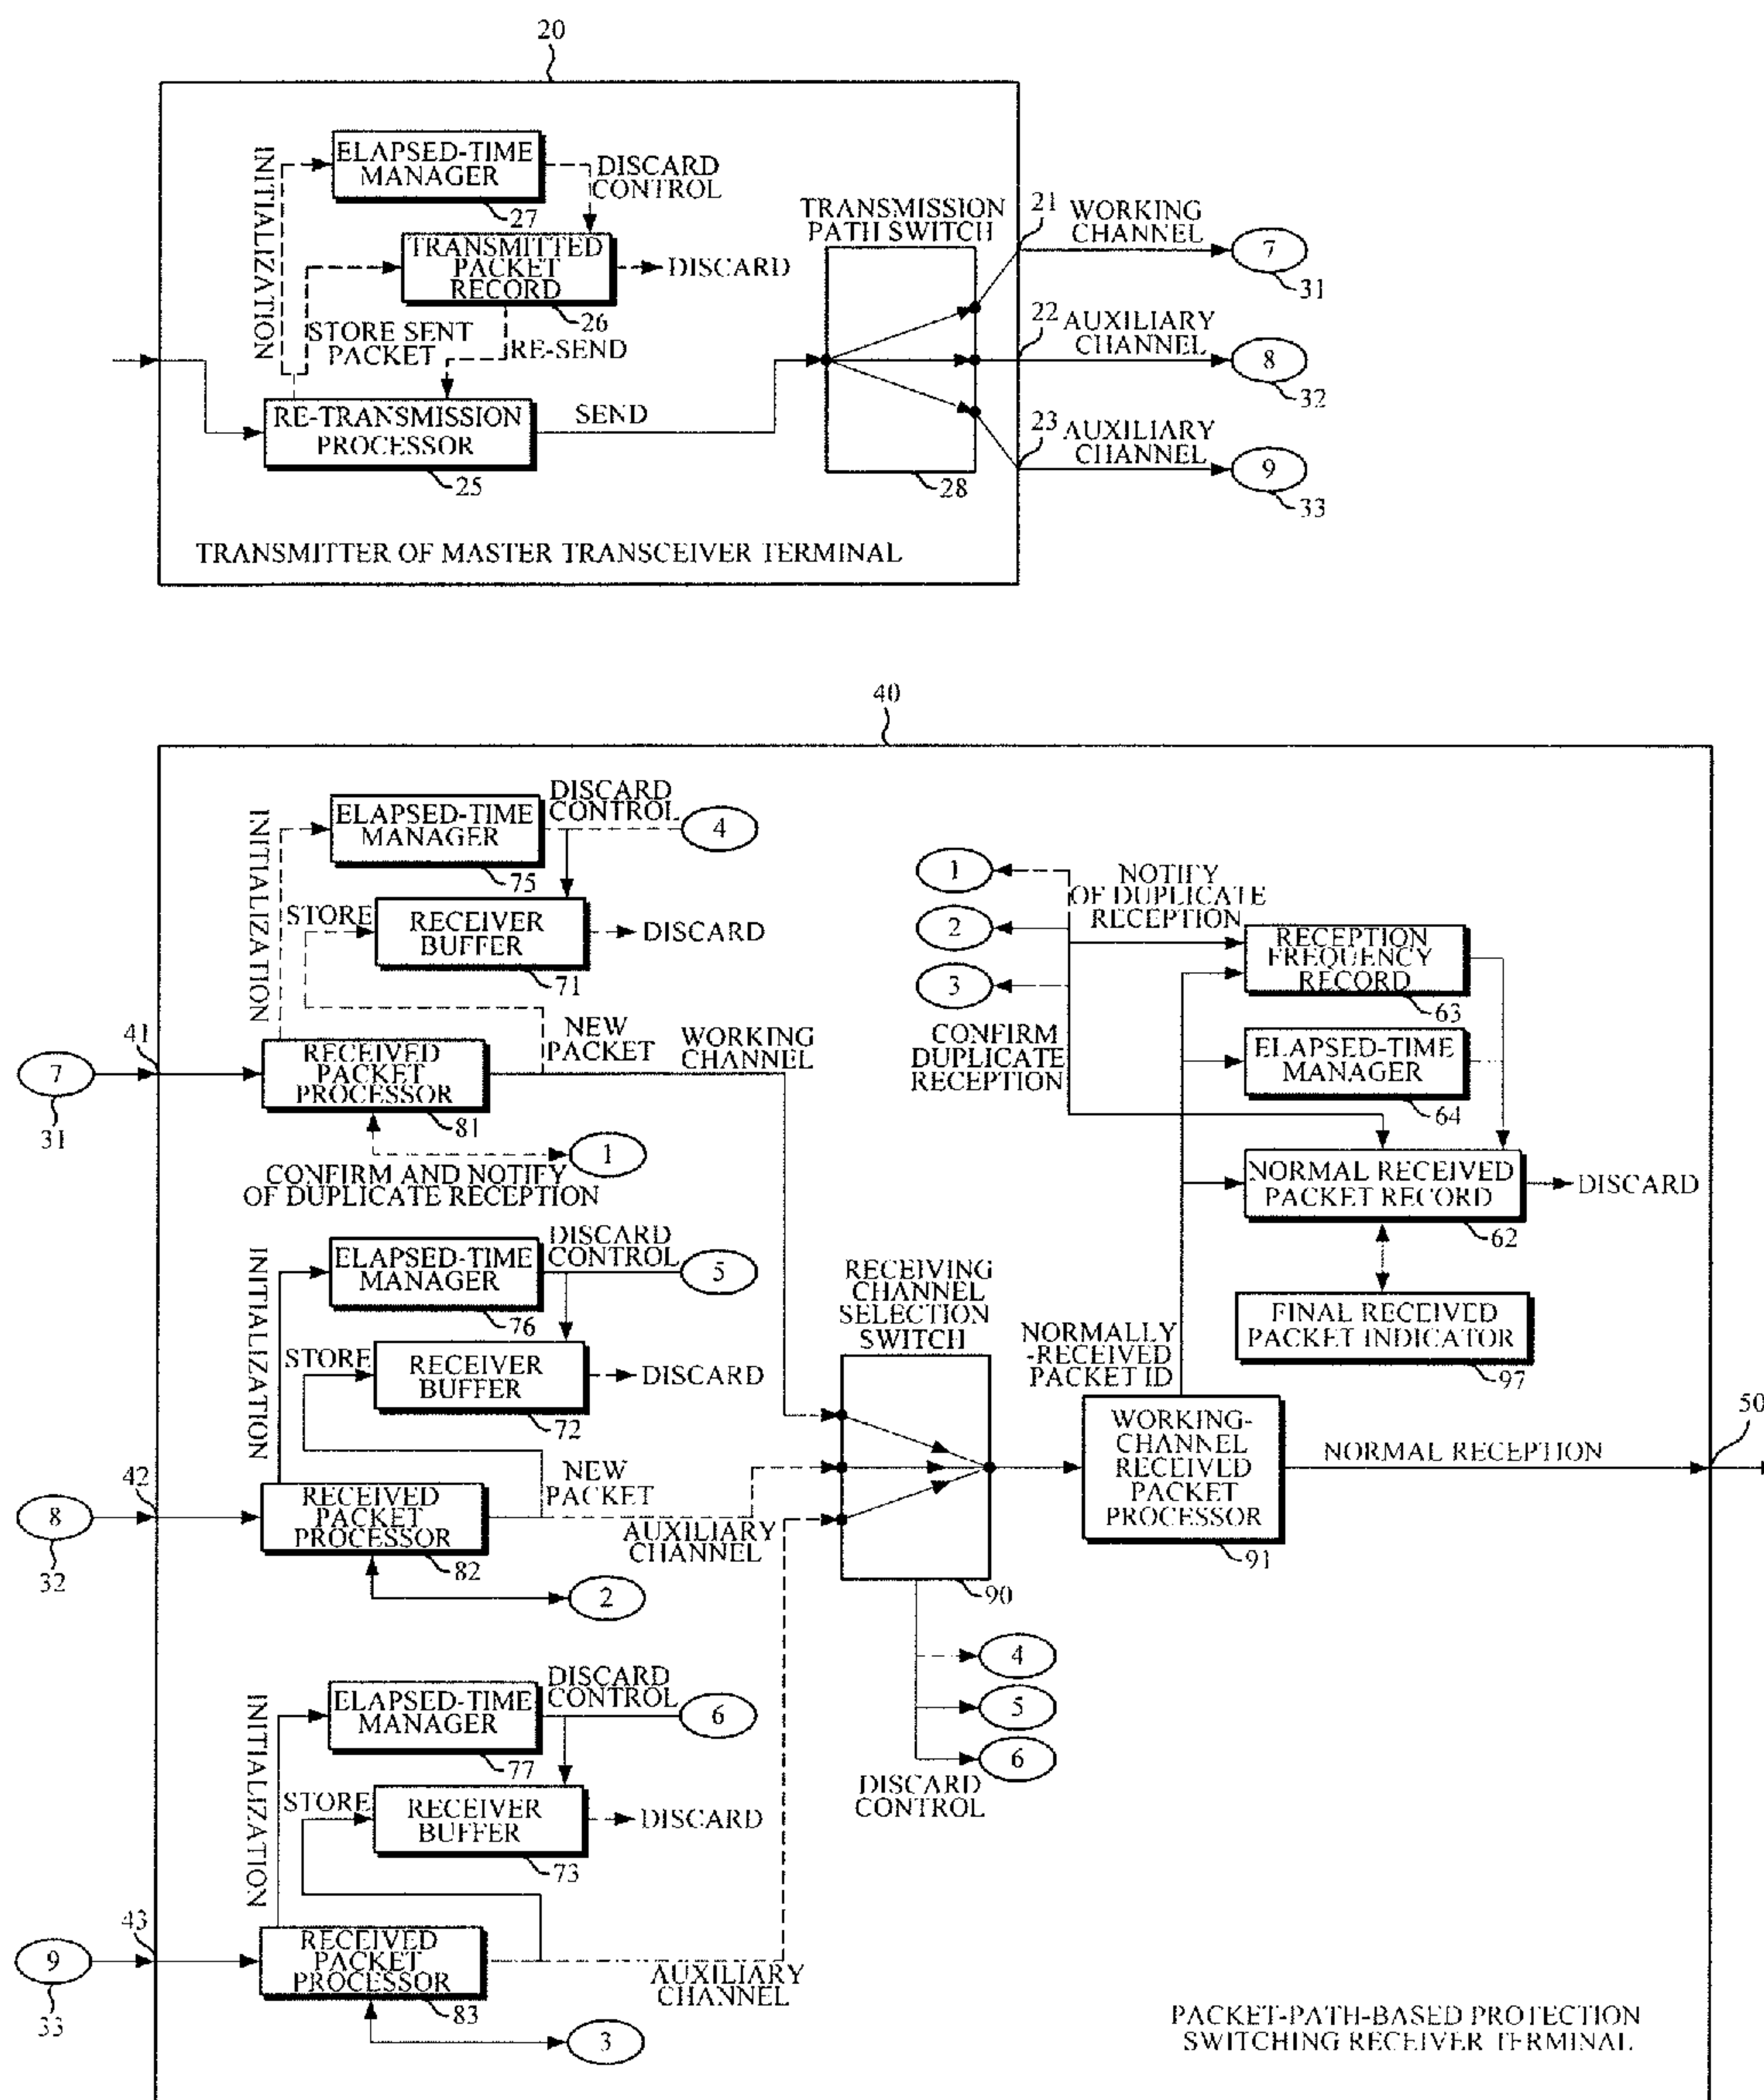 20
INITIALIZATION
ELAPSED-TIME
MANAGER
27
DISCARD
CONTROL
TRANSMITTED
PACKET
RECORD
26
DISCARD
STORE SENT
PACKET
RE-SEND
RE-TRANSMISSION
PROCESSOR
25
SEND
TRANSMISSION
PATH SWITCH
28
21
WORKING
CHANNEL
7
31
22
AUXILIARY
CHANNEL
8
32
23
AUXILIARY
CHANNEL
9
33
TRANSMITTER OF MASTER TRANSCEIVER TERMINAL
40
INITIALIZATION
ELAPSED-TIME
MANAGER
75
DISCARD
CONTROL
4
STORE
RECEIVER
BUFFER
71
DISCARD
7
31
41
RECEIVED
PACKET
PROCESSOR
81
NEW
PACKET
WORKING
CHANNEL
1
CONFIRM AND NOTIFY
OF DUPLICATE RECEPTION
INITIALIZATION
ELAPSED-TIME
MANAGER
76
DISCARD
CONTROL
5
STORE
RECEIVER
BUFFER
72
DISCARD
8
32
42
RECEIVED
PACKET
PROCESSOR
82
NEW
PACKET
AUXILIARY
CHANNEL
2
INITIALIZATION
ELAPSED-TIME
MANAGER
77
DISCARD
CONTROL
6
STORE
RECEIVER
BUFFER
73
DISCARD
9
33
43
RECEIVED
PACKET
PROCESSOR
83
AUXILIARY
CHANNEL
3
RECEIVING
CHANNEL
SELECTION
SWITCH
90
4
5
6
DISCARD
CONTROL
1
2
3
NOTIFY
OF DUPLICATE
RECEPTION
CONFIRM
DUPLICATE
RECEPTION
RECEPTION
FREQUENCY
RECORD
63
ELAPSED-TIME
MANAGER
64
NORMAL RECEIVED
PACKET RECORD
62
DISCARD
FINAL RECEIVED
PACKET INDICATOR
97
NORMALLY
-RECEIVED
PACKET ID
WORKING-
CHANNEL
RECEIVED
PACKET
PROCESSOR
91
NORMAL RECEPTION
50
PACKET-PATH-BASED PROTECTION
SWITCHING RECEIVER TERMINAL